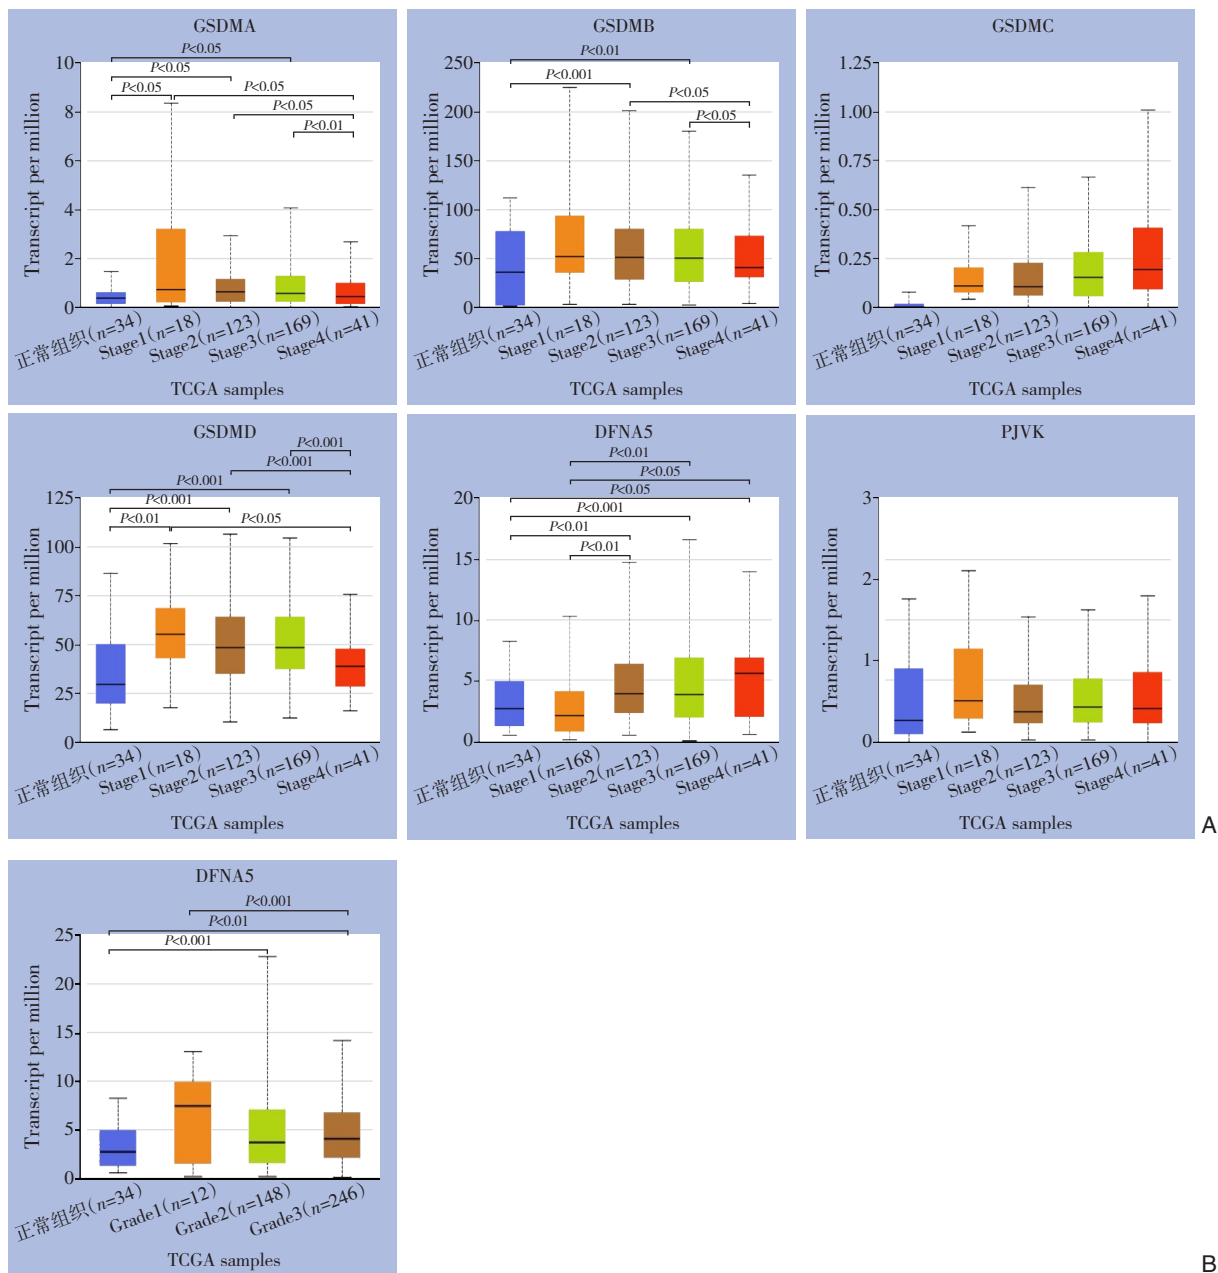 GSDMA
P<0.05
P<0.05
P<0.05
P<0.05
P<0.05
P<0.01
10
8
6
4
2
0
Transcript per million
正常组织(n=34)
Stage1(n=18)
Stage2(n=123)
Stage3(n=169)
Stage4(n=41)
TCGA samples
GSDMB
P<0.01
P<0.001
P<0.05
P<0.05
250
200
150
100
50
0
Transcript per million
正常组织(n=34)
Stage1(n=18)
Stage2(n=123)
Stage3(n=169)
Stage4(n=41)
TCGA samples
GSDMC
1.25
1.00
0.75
0.50
0.25
0
Transcript per million
正常组织(n=34)
Stage1(n=18)
Stage2(n=123)
Stage3(n=169)
Stage4(n=41)
TCGA samples
GSDMD
P<0.001
P<0.001
P<0.001
P<0.001
P<0.01
P<0.05
125
100
75
50
25
0
Transcript per million
正常组织(n=34)
Stage1(n=18)
Stage2(n=123)
Stage3(n=169)
Stage4(n=41)
TCGA samples
DFNA5
P<0.01
P<0.05
P<0.05
P<0.001
P<0.01
P<0.01
20
15
10
5
0
Transcript per million
正常组织(n=34)
Stage1(n=168)
Stage2(n=123)
Stage3(n=169)
Stage4(n=41)
TCGA samples
PJVK
3
2
1
0
Transcript per million
正常组织(n=34)
Stage1(n=18)
Stage2(n=123)
Stage3(n=169)
Stage4(n=41)
TCGA samples
A
DFNA5
P<0.001
P<0.01
P<0.001
25
20
15
10
5
0
Transcript per million
正常组织(n=34)
Grade1(n=12)
Grade2(n=148)
Grade3(n=246)
TCGA samples
B